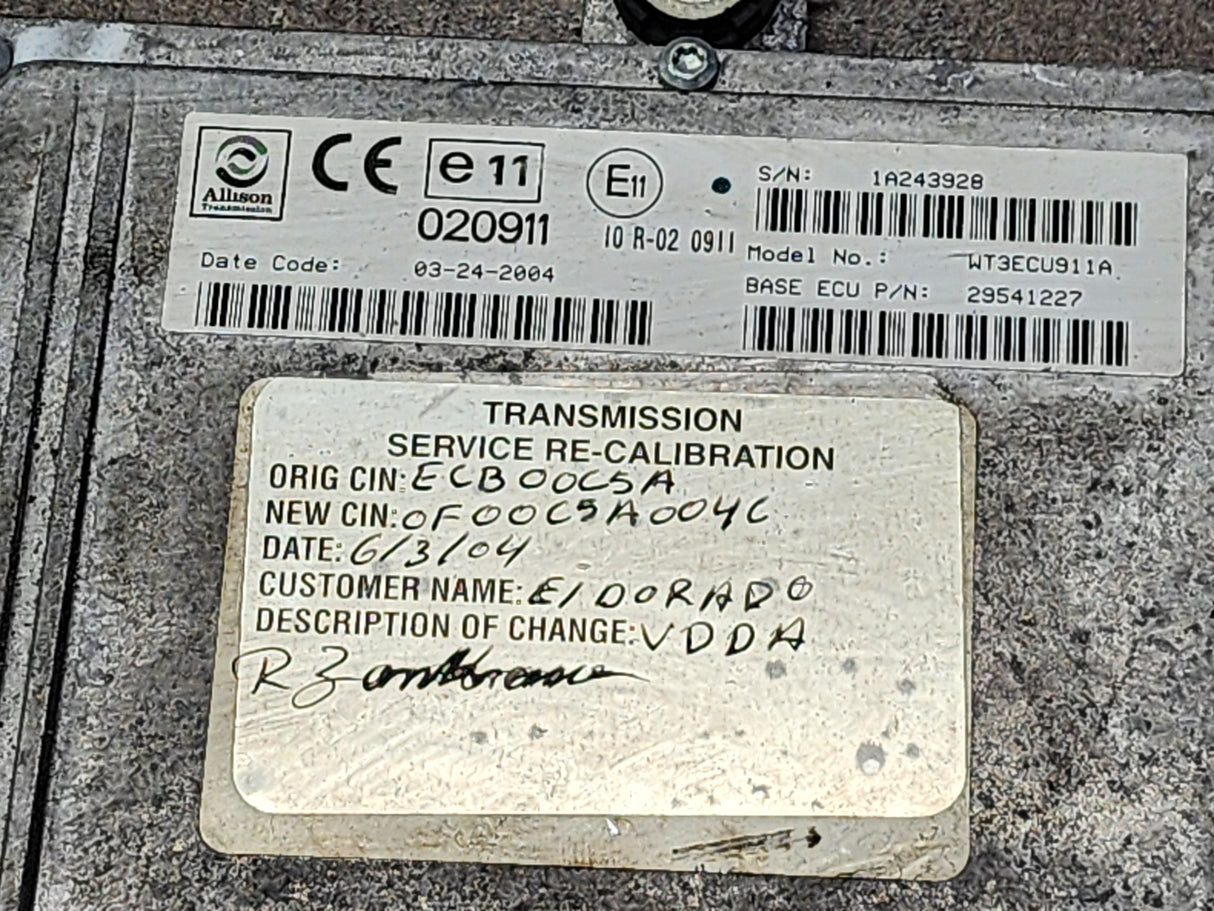 Allison
Transmission
CE
e 11
020911
E11
10 R-02 0911
Date Code: 03-24-2004
S/N: 1A243928
Model No.: WT3ECU911A
BASE ECU P/N: 29541227
TRANSMISSION
SERVICE RE-CALIBRATION
ORIG CIN: ECB00C5A
NEW CIN: 0F00C5A004C
DATE: 6/3/04
CUSTOMER NAME: ElDORADO
DESCRIPTION OF CHANGE: VDDA
R